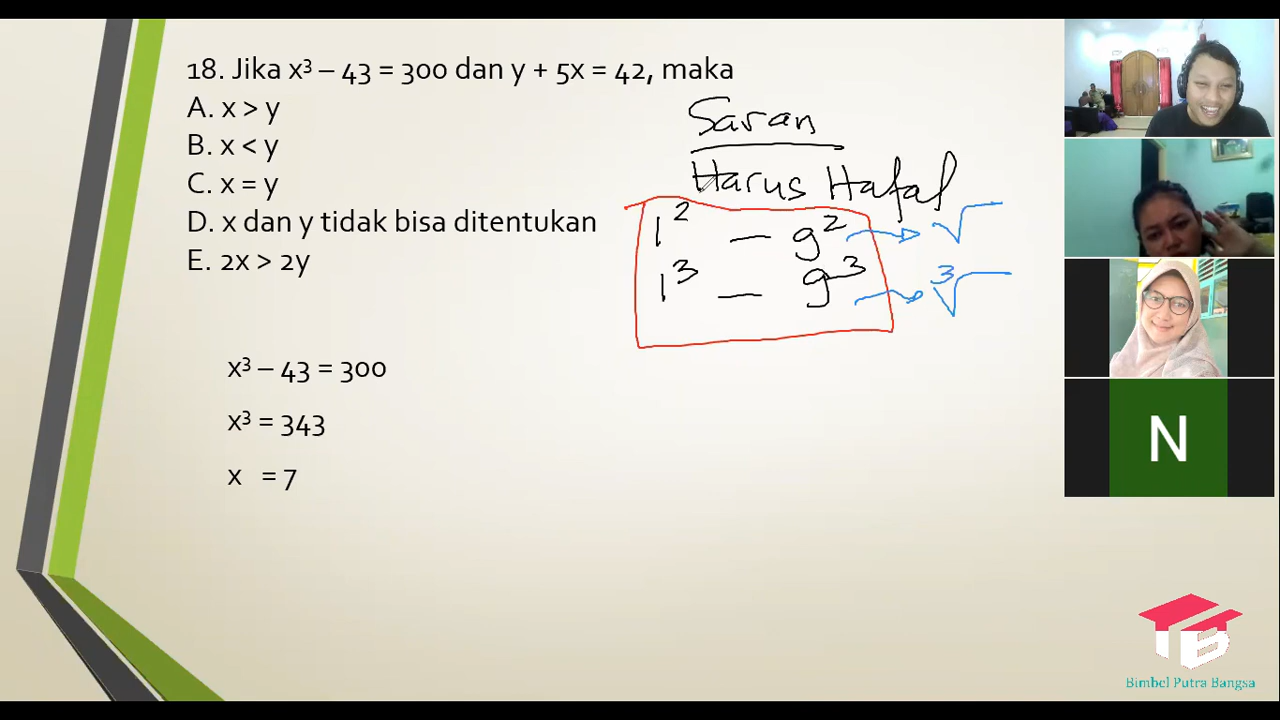 18. Jika x³ – 43 = 300 dan y + 5x = 42, maka
A. x > y
B. x < y
C. x = y
D. x dan y tidak bisa ditentukan
E. 2x > 2y
Saran
Harus Hafal
1² — 9² → √
1³ — 9³ → ³√
x³ – 43 = 300
x³ = 343
x = 7
N
Bimbel Putra Bangsa